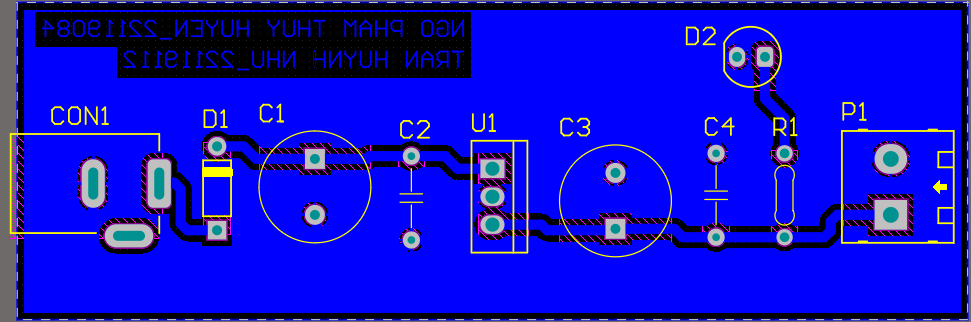 NGO PHAM THUY HUYEN_22119084
TRAN HUYNH NHU_22119112
D2
CON1
D1
C1
C2
U1
C3
C4
R1
P1